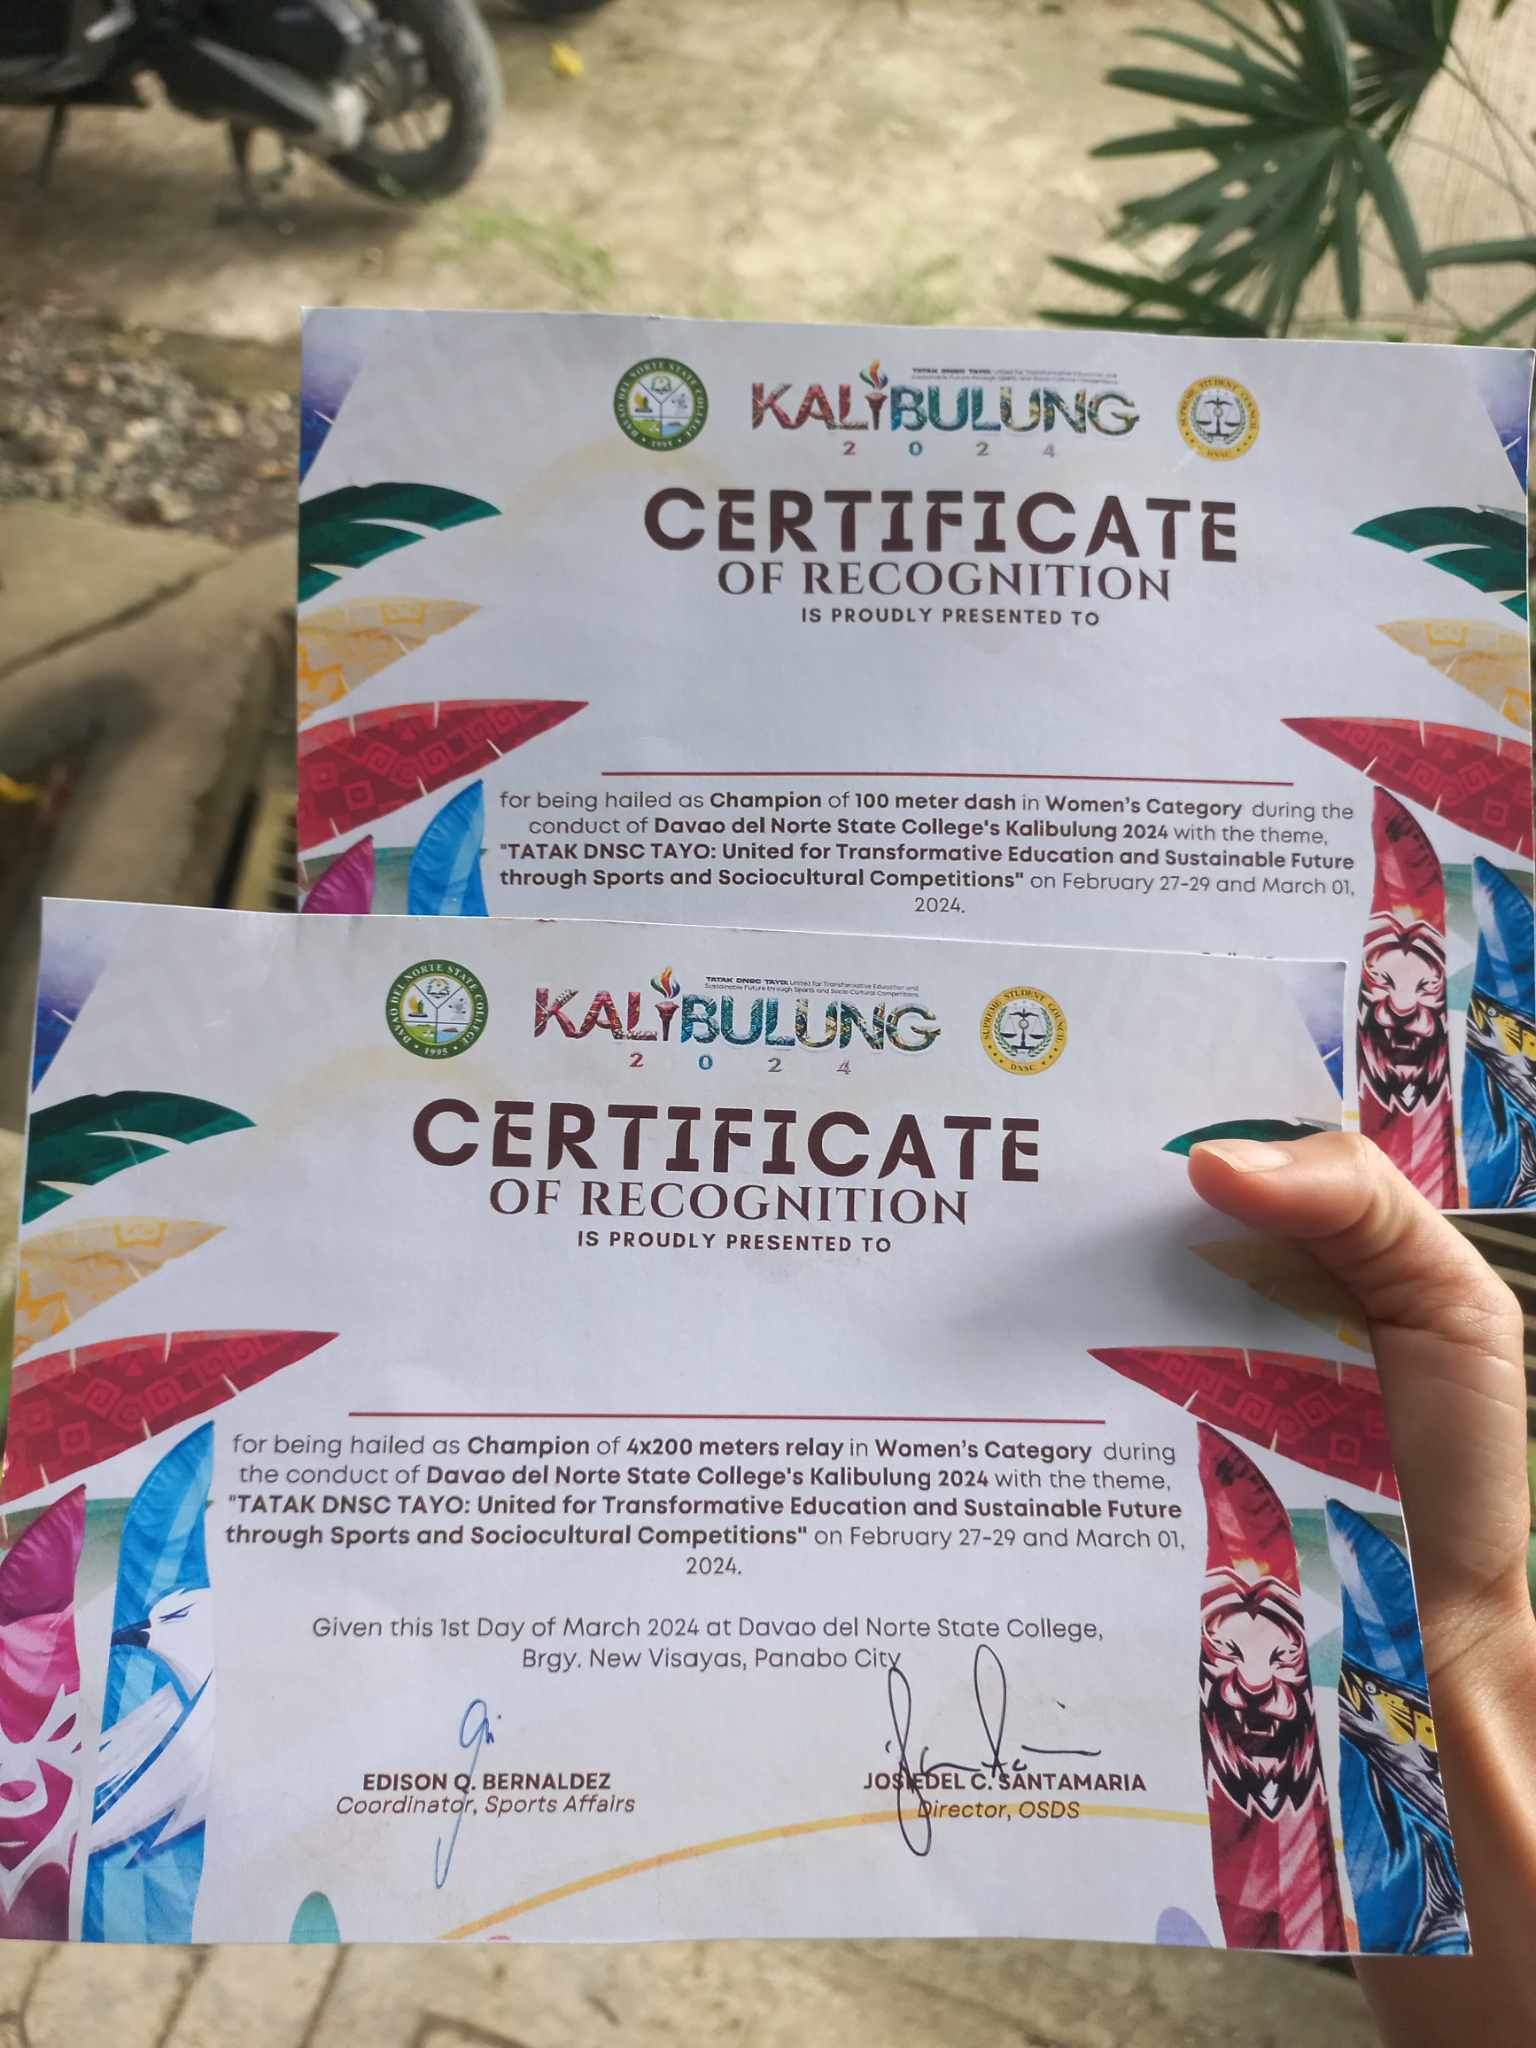 DAVAO DEL NORTE STATE COLLEGE
1995
TATAK DNSC TAYO: United for Transformative Education and
Sustainable Future through Sports and Socio-Cultural Competitions
KALIBULUNG
2024
SUPREME STUDENT COUNCIL
DNSC
CERTIFICATE
OF RECOGNITION
IS PROUDLY PRESENTED TO
for being hailed as Champion of 100 meter dash in Women's Category during the
conduct of Davao del Norte State College's Kalibulung 2024 with the theme,
"TATAK DNSC TAYO: United for Transformative Education and Sustainable Future
through Sports and Sociocultural Competitions" on February 27-29 and March 01,
2024.
DAVAO DEL NORTE STATE COLLEGE
1995
TATAK DNSC TAYO: United for Transformative Education and
Sustainable Future through Sports and Socio-Cultural Competitions
KALIBULUNG
2024
SUPREME STUDENT COUNCIL
DNSC
CERTIFICATE
OF RECOGNITION
IS PROUDLY PRESENTED TO
for being hailed as Champion of 4x200 meters relay in Women's Category during
the conduct of Davao del Norte State College's Kalibulung 2024 with the theme,
"TATAK DNSC TAYO: United for Transformative Education and Sustainable Future
through Sports and Sociocultural Competitions" on February 27-29 and March 01,
2024.
Given this 1st Day of March 2024 at Davao del Norte State College,
Brgy. New Visayas, Panabo City
EDISON Q. BERNALDEZ
Coordinator, Sports Affairs
JOSIEDEL C. SANTAMARIA
Director, OSDS